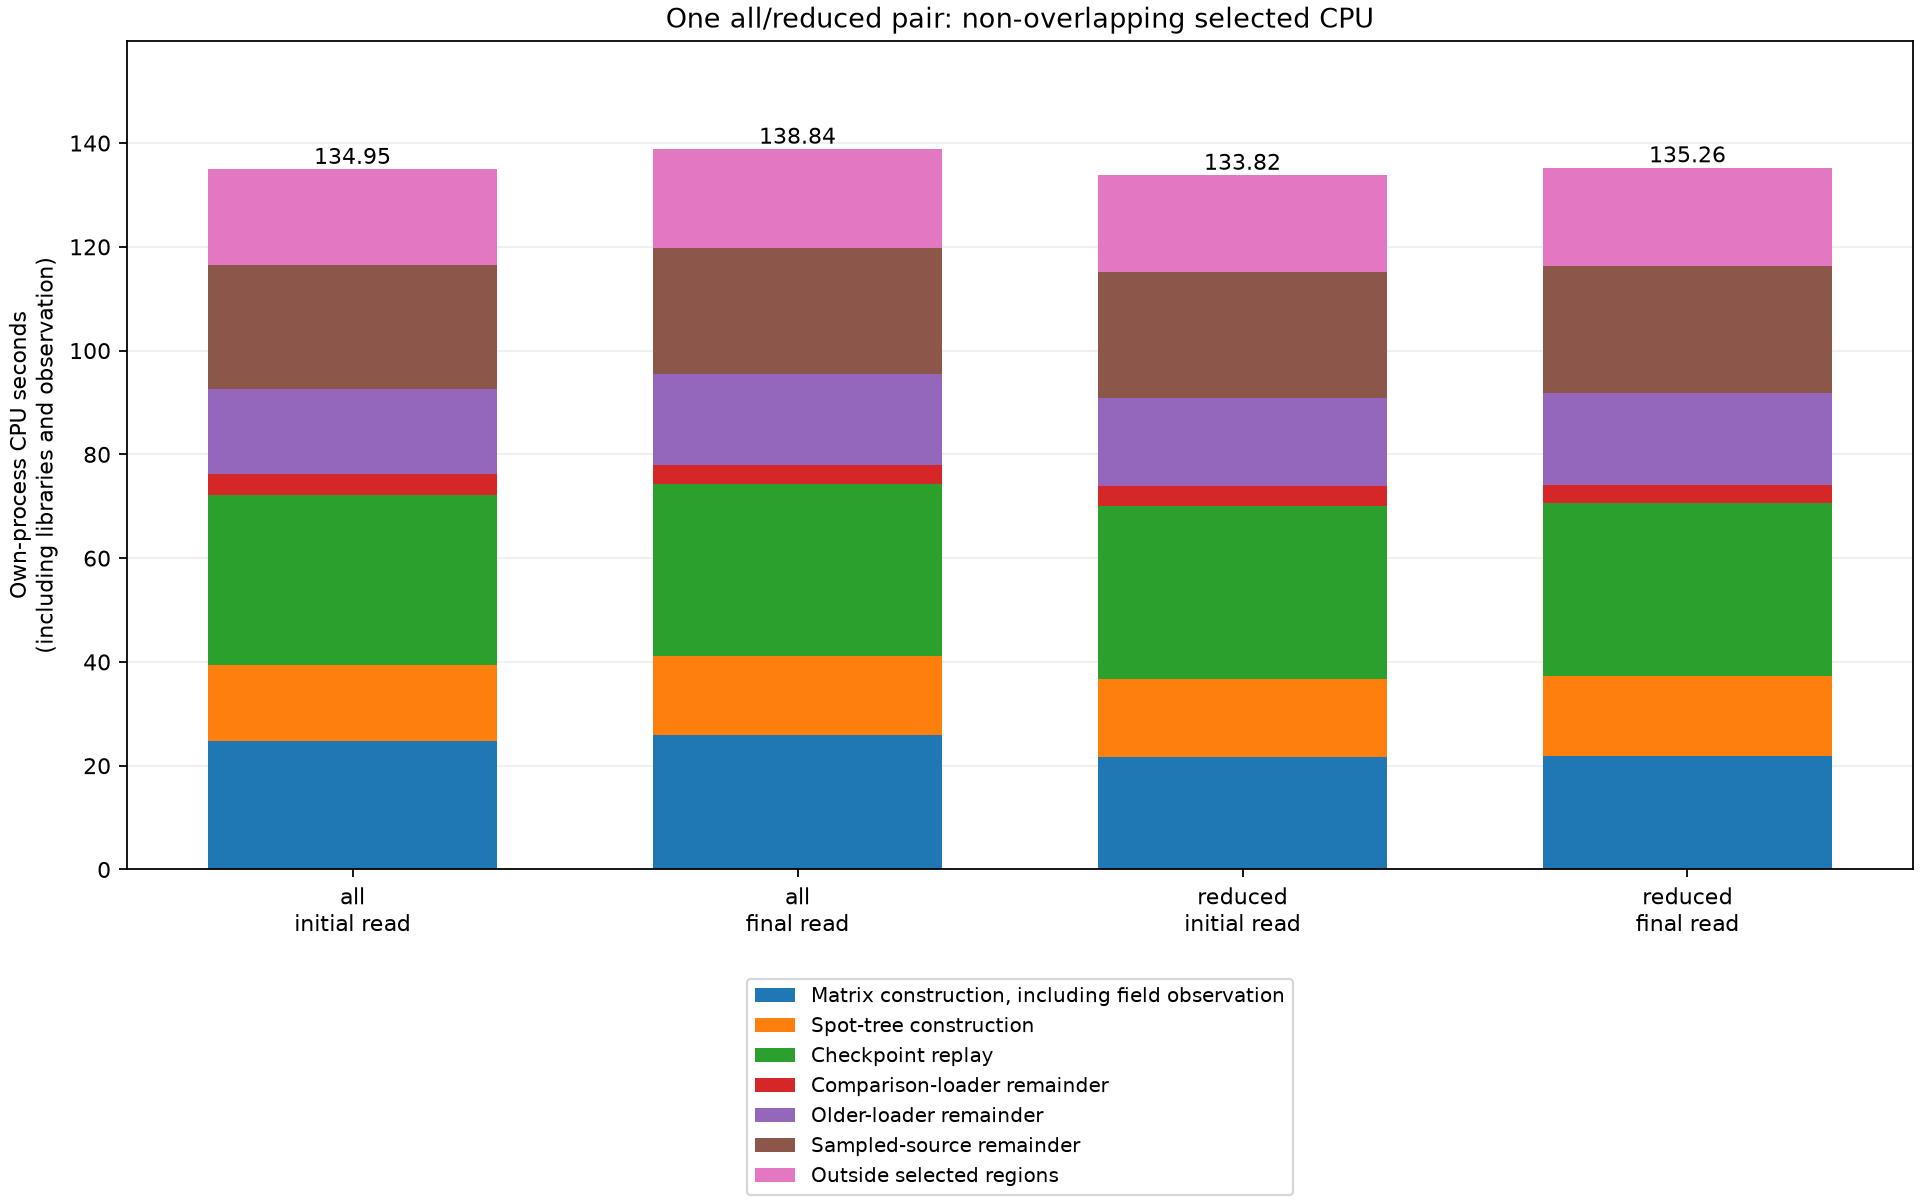 One all/reduced pair: non-overlapping selected CPU
Own-process CPU seconds
(including libraries and observation)
140
120
100
80
60
40
20
0
134.95
138.84
133.82
135.26
all
initial read
all
final read
reduced
initial read
reduced
final read
Matrix construction, including field observation
Spot-tree construction
Checkpoint replay
Comparison-loader remainder
Older-loader remainder
Sampled-source remainder
Outside selected regions